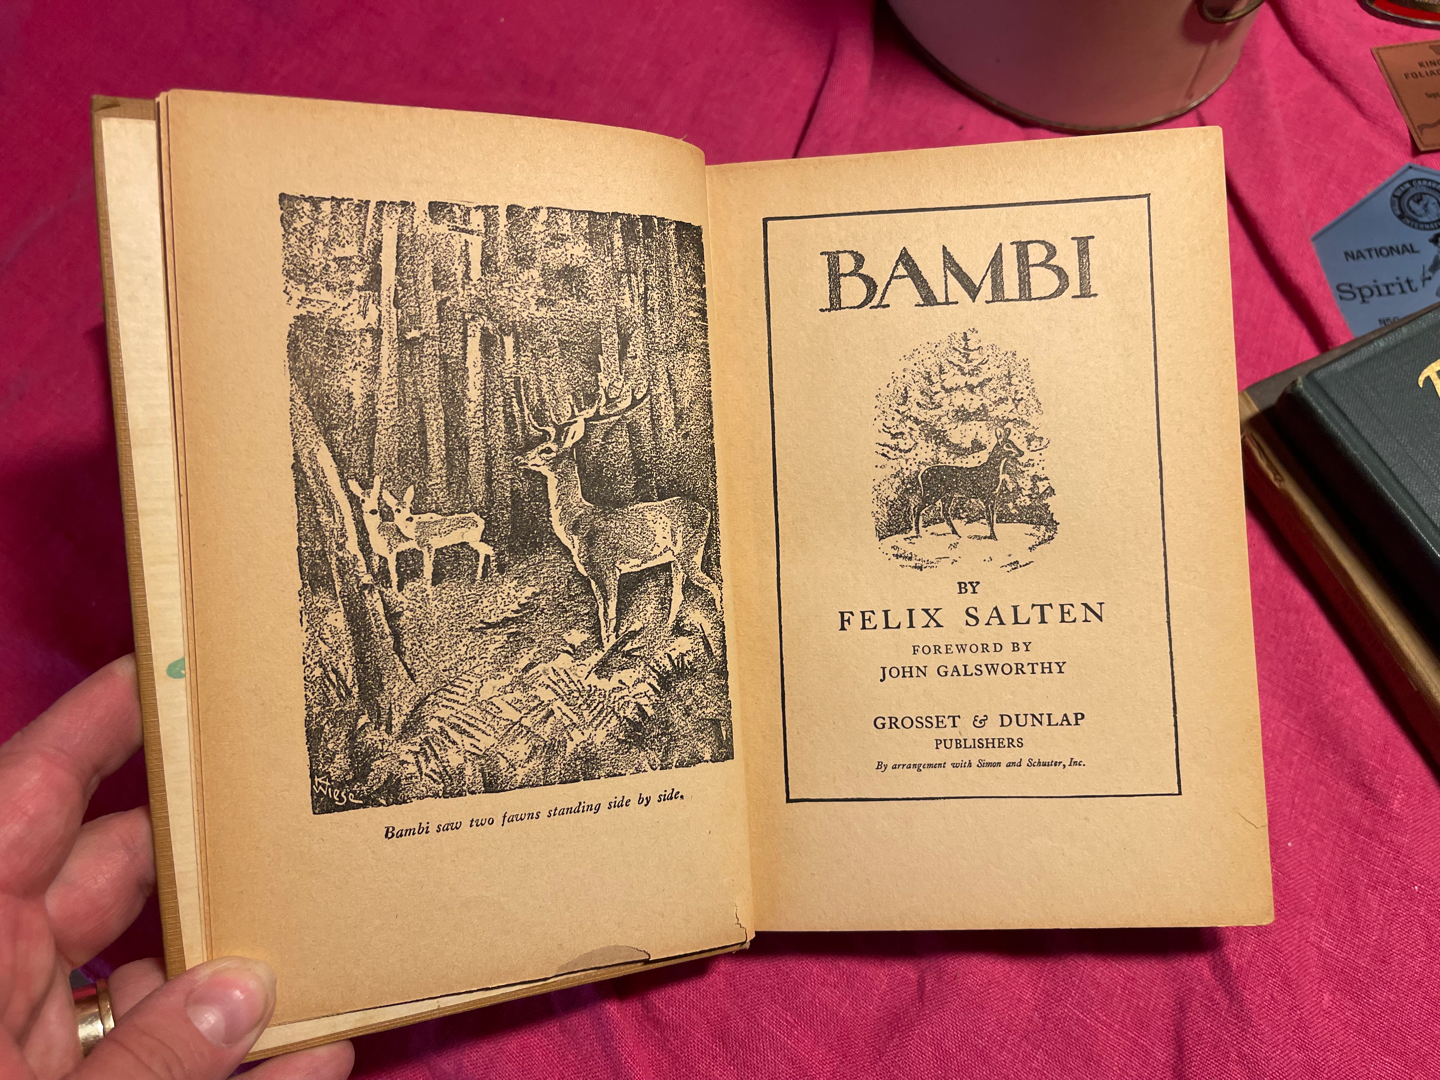 K Wiese
Bambi saw two fawns standing side by side.
BAMBI
BY
FELIX SALTEN
FOREWORD BY
JOHN GALSWORTHY
GROSSET & DUNLAP
PUBLISHERS
By arrangement with Simon and Schuster, Inc.
NATIONAL
Spirit